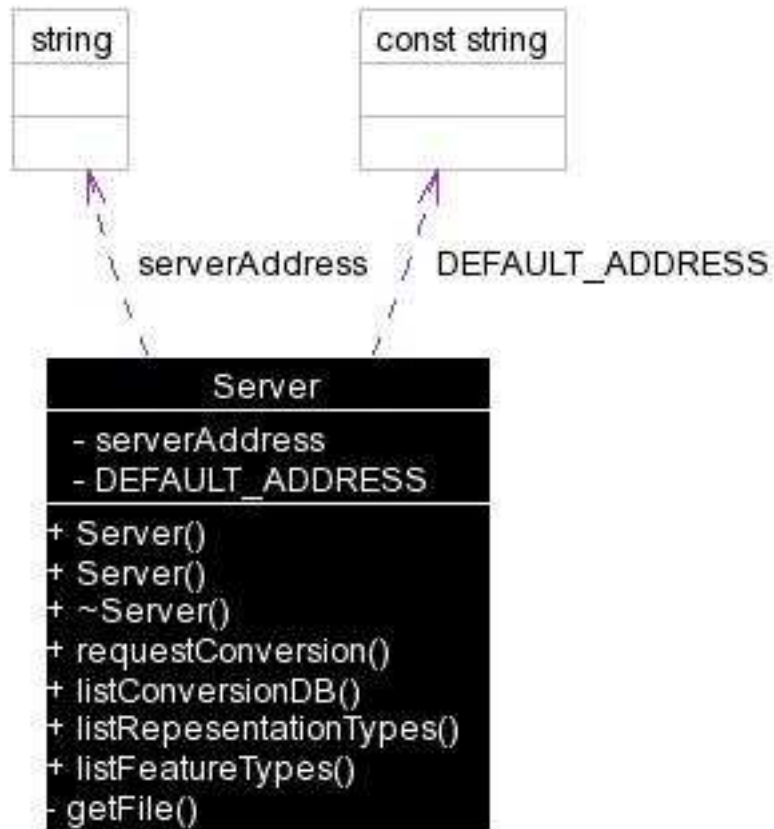 string
const string
serverAddress
DEFAULT_ADDRESS
Server
- serverAddress
- DEFAULT_ADDRESS
+ Server()
+ Server()
+ ~Server()
+ requestConversion()
+ listConversionDB()
+ listRepesentationTypes()
+ listFeatureTypes()
- getFile()